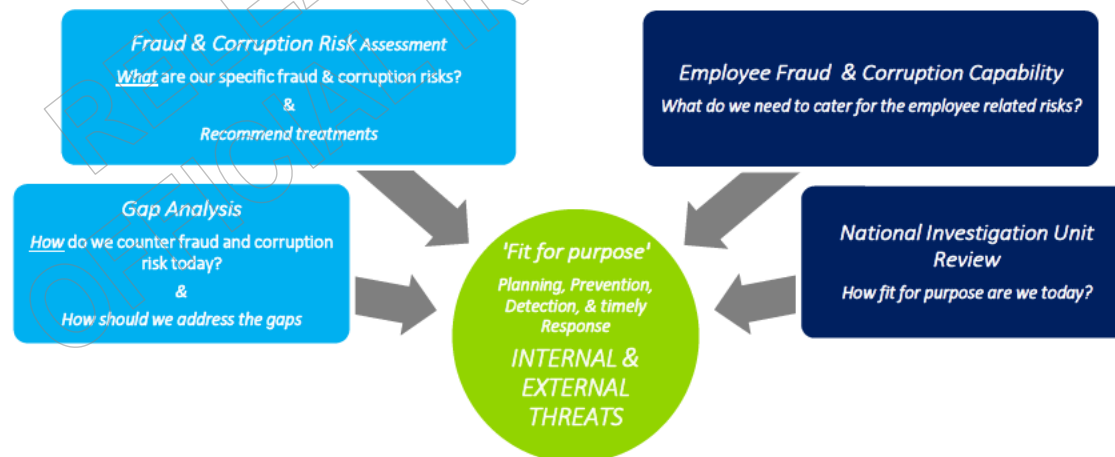 Fraud & Corruption Risk Assessment
What are our specific fraud & corruption risks?
&
Recommend treatments
Employee Fraud & Corruption Capability
What do we need to cater for the employee related risks?
Gap Analysis
How do we counter fraud and corruption
risk today?
&
How should we address the gaps
National Investigation Unit
Review
How fit for purpose are we today?
'Fit for purpose'
Planning, Prevention,
Detection, & timely
Response
INTERNAL &
EXTERNAL
THREATS